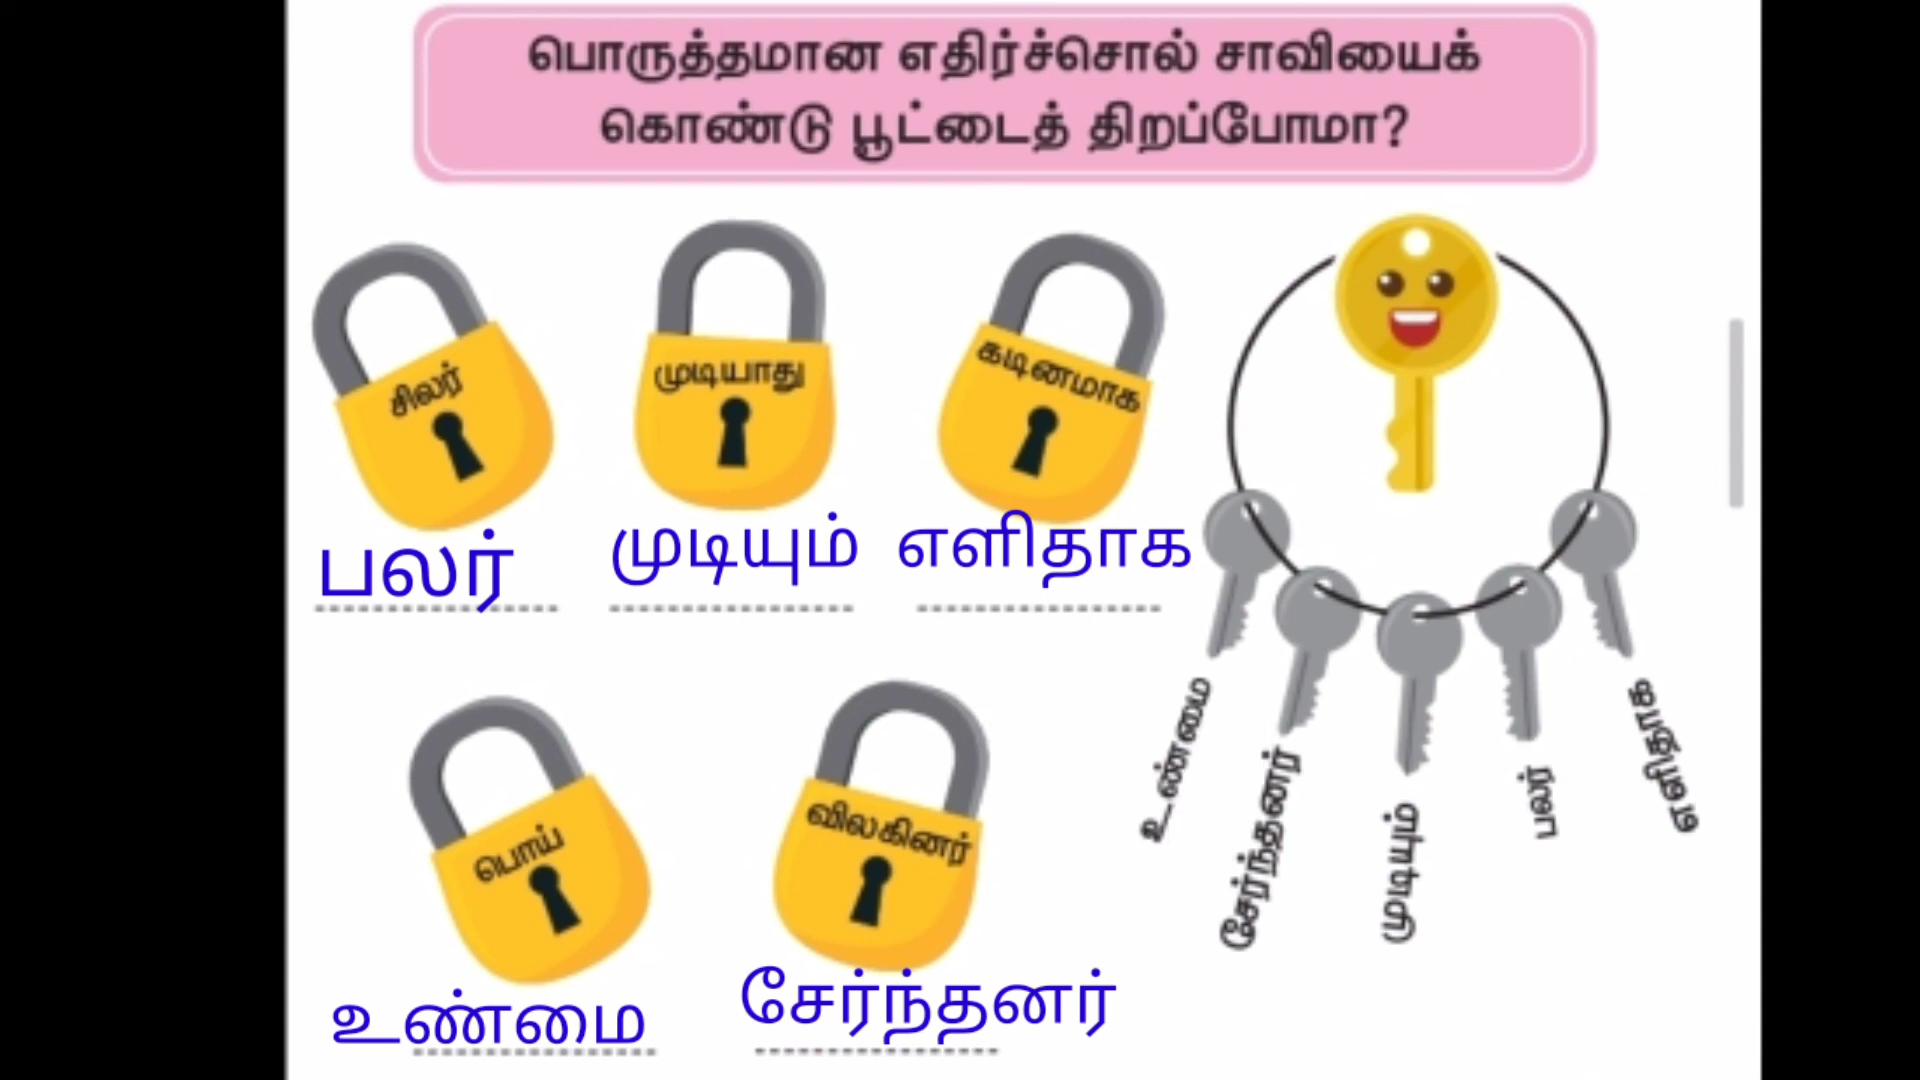 பொருத்தமான எதிர்ச்சொல் சாவியைக்
கொண்டு பூட்டைத் திறப்போமா?
சிலர்
முடியாது
கடினமாக
பலர்
முடியும்
எளிதாக
பொய்
விலகினர்
உண்மை
சேர்ந்தனர்
உண்மை
சேர்ந்தனர்
முடியும்
பலர்
எளிதாக